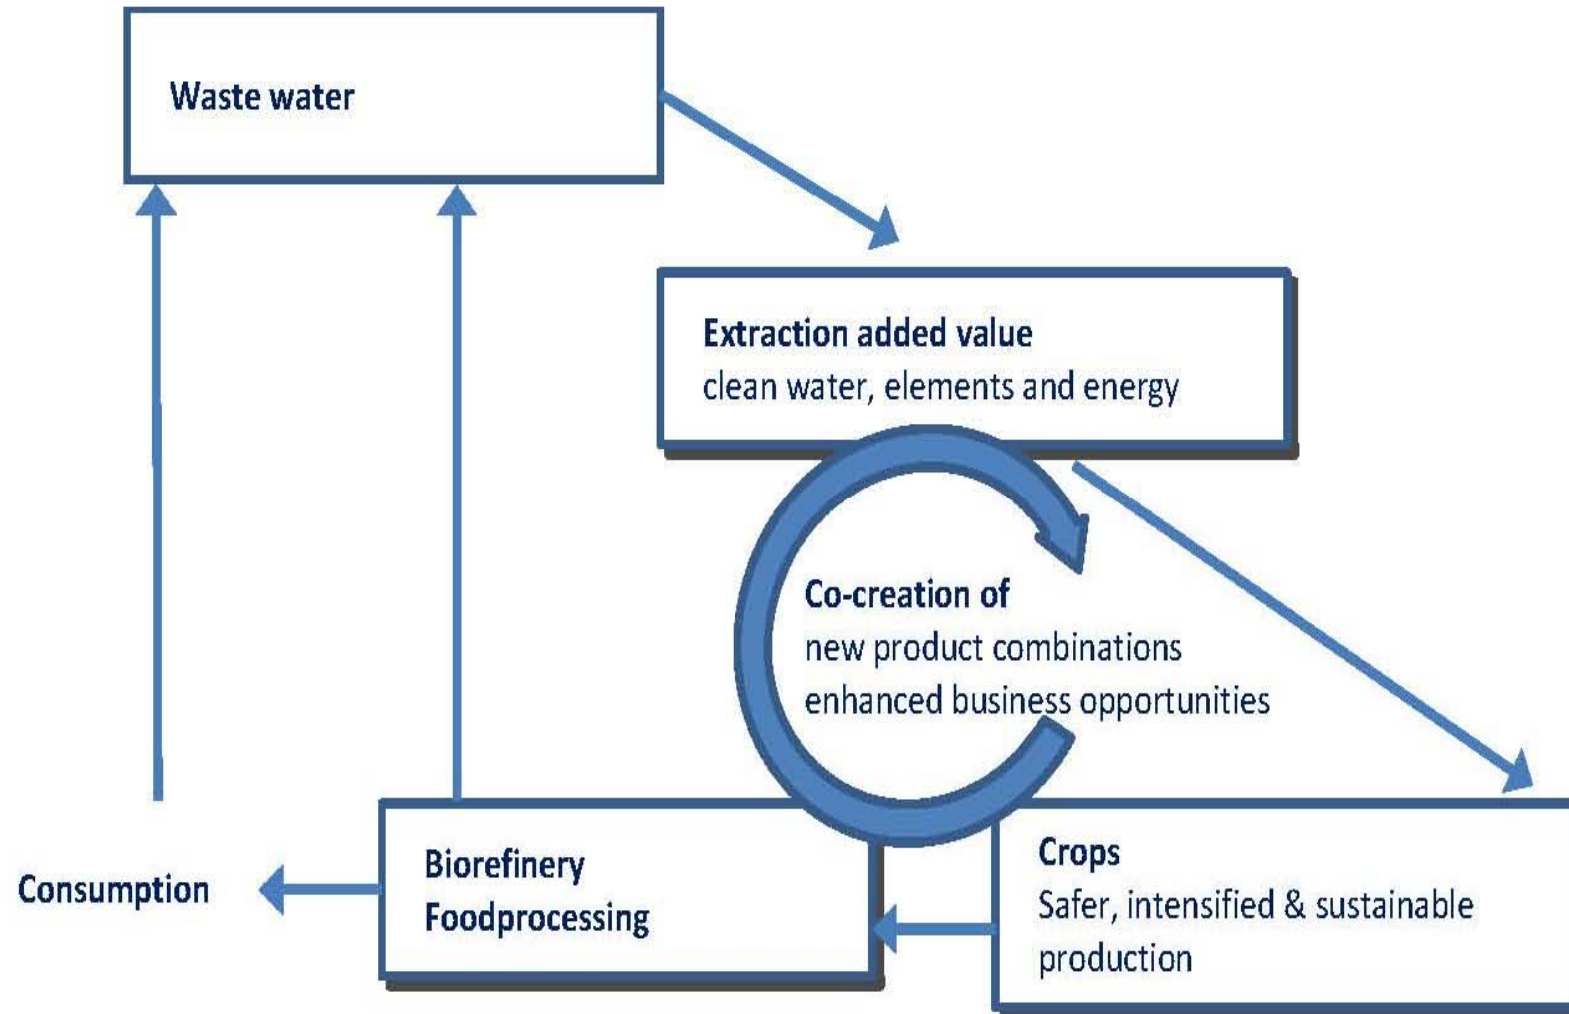 Waste water
Extraction added value
clean water, elements and energy
Co-creation of
new product combinations
enhanced business opportunities
Consumption
Biorefinery
Foodprocessing
Crops
Safer, intensified & sustainable
production